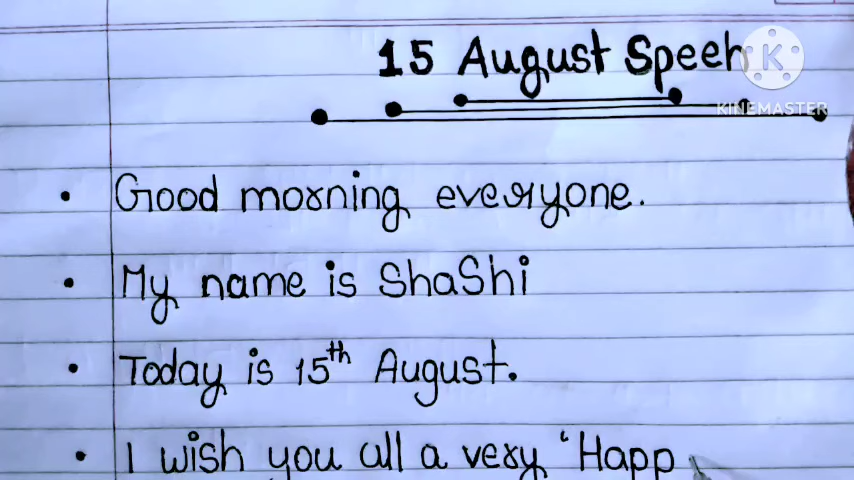 15 August Speeh
K
KINEMASTER
• Good morning everyone.
• My name is ShaShi
• Today is 15th August.
• I wish you all a very 'Happ